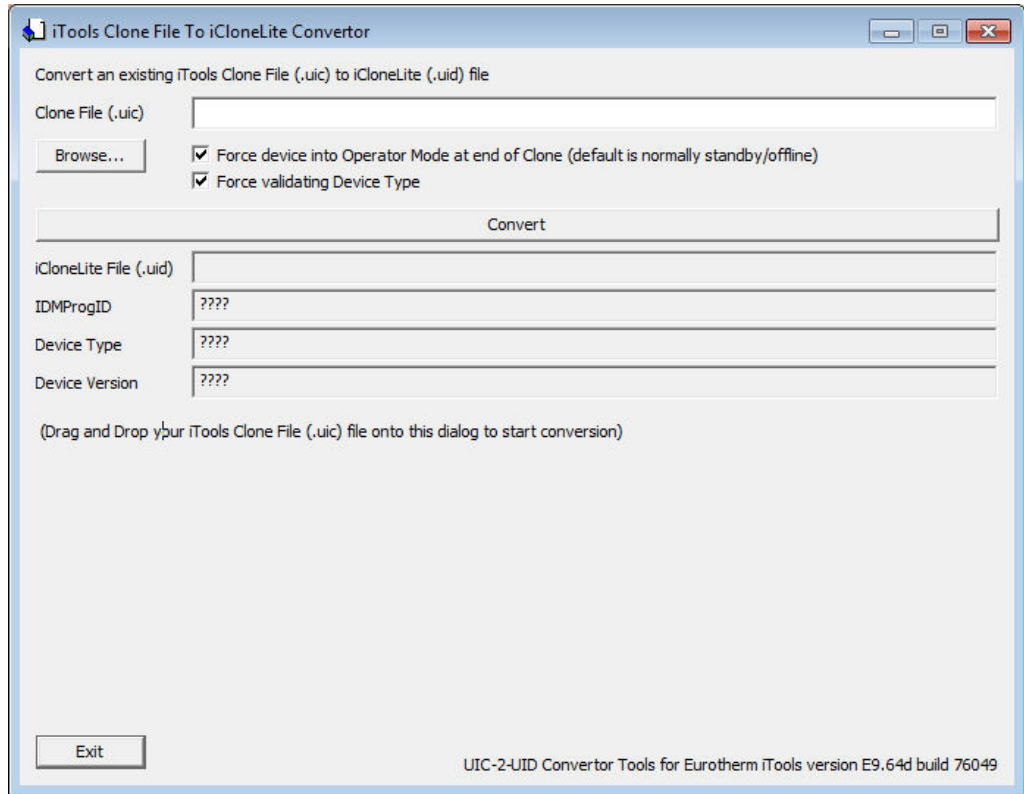 iTools Clone File To iCloneLite Convertor
Convert an existing iTools Clone File (.uic) to iCloneLite (.uid) file
Clone File (.uic)
Browse...
Force device into Operator Mode at end of Clone (default is normally standby/offline)
Force validating Device Type
Convert
iCloneLite File (.uid)
IDMProgID ????
Device Type ????
Device Version ????
(Drag and Drop your iTools Clone File (.uic) file onto this dialog to start conversion)
Exit
UIC-2-UID Convertor Tools for Eurotherm iTools version E9.64d build 76049